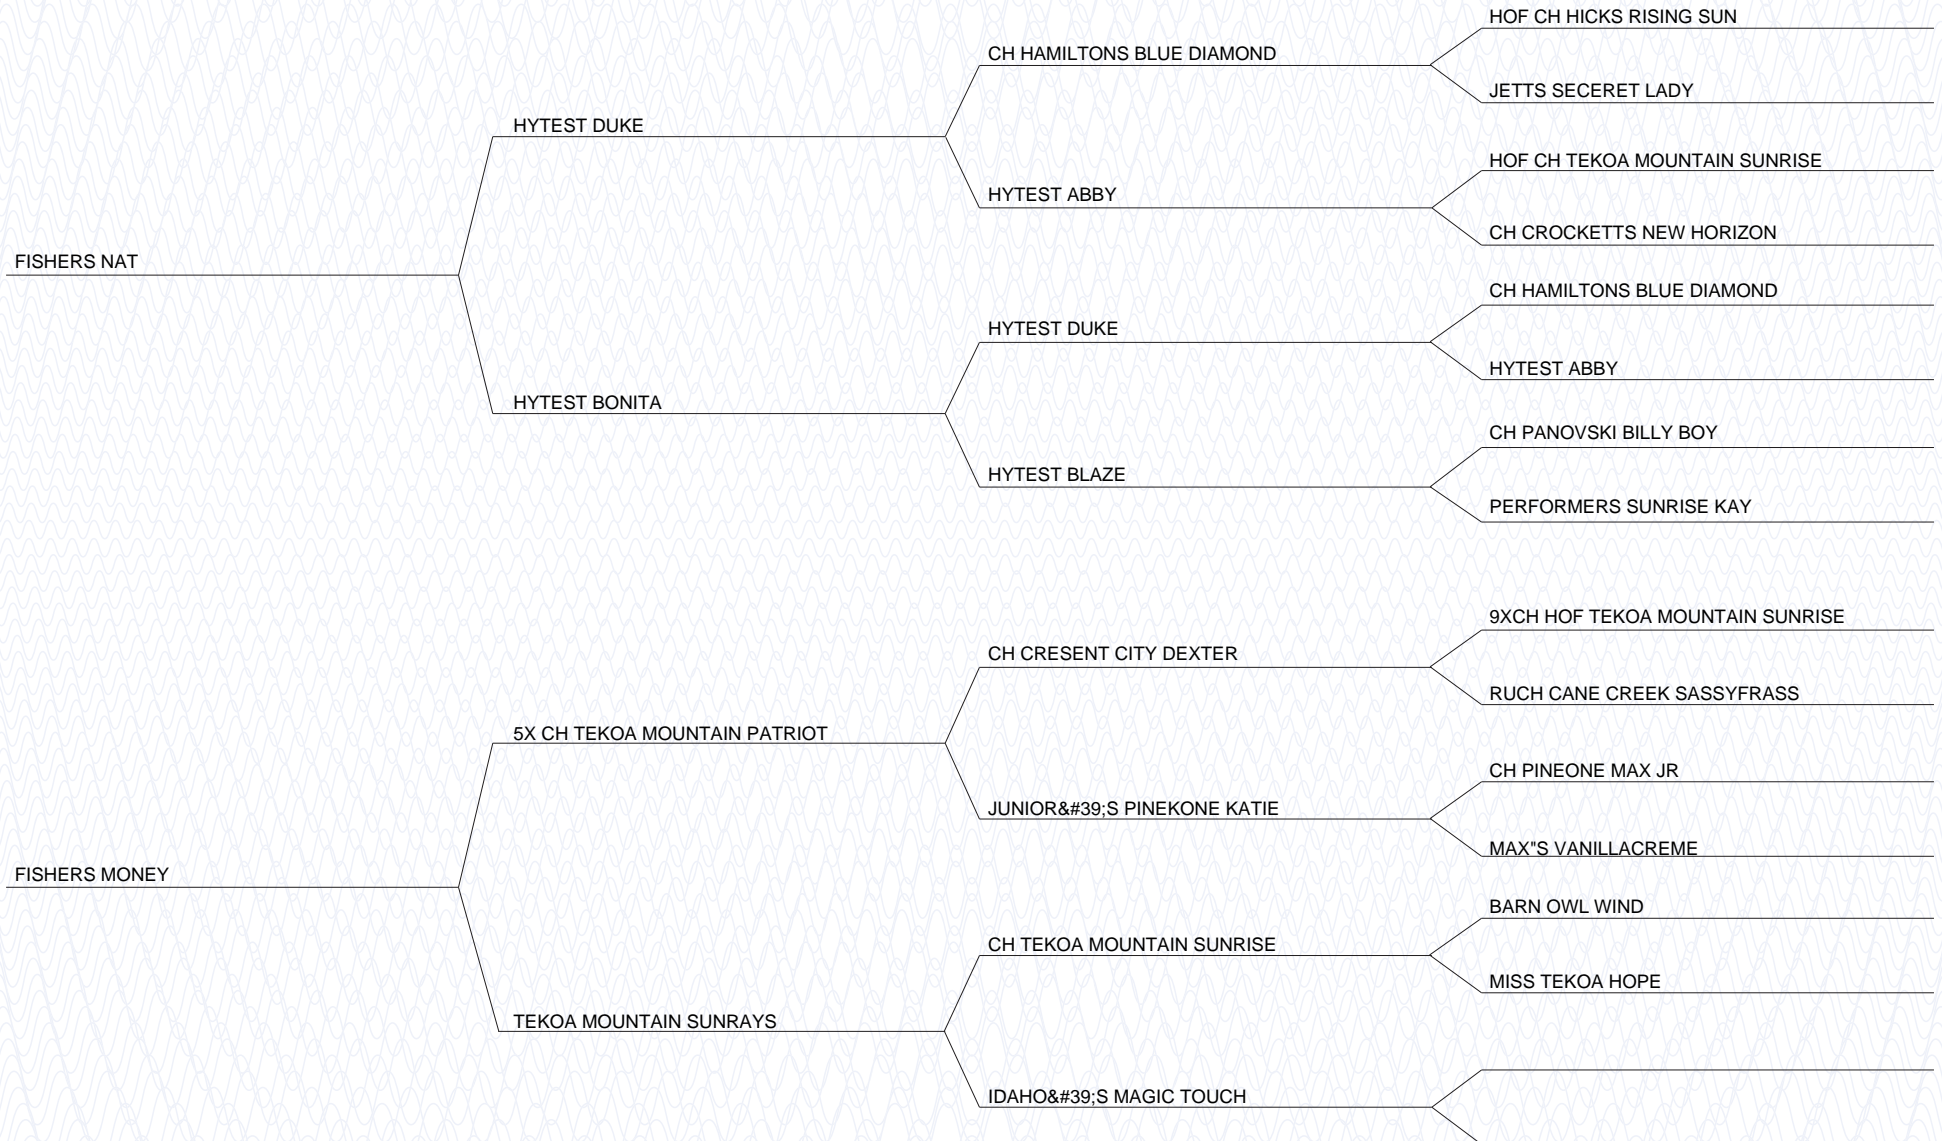 HOF CH HICKS RISING SUN
CH HAMILTONS BLUE DIAMOND
JETTS SECERET LADY
HYTEST DUKE
HOF CH TEKOA MOUNTAIN SUNRISE
HYTEST ABBY
CH CROCKETTS NEW HORIZON
FISHERS NAT
CH HAMILTONS BLUE DIAMOND
HYTEST DUKE
HYTEST ABBY
HYTEST BONITA
CH PANOVSKI BILLY BOY
HYTEST BLAZE
PERFORMERS SUNRISE KAY
9XCH HOF TEKOA MOUNTAIN SUNRISE
CH CRESENT CITY DEXTER
RUCH CANE CREEK SASSYFRASS
5X CH TEKOA MOUNTAIN PATRIOT
CH PINEONE MAX JR
JUNIOR&#39;S PINEKONE KATIE
MAX"S VANILLACREME
FISHERS MONEY
BARN OWL WIND
CH TEKOA MOUNTAIN SUNRISE
MISS TEKOA HOPE
TEKOA MOUNTAIN SUNRAYS
IDAHO&#39;S MAGIC TOUCH